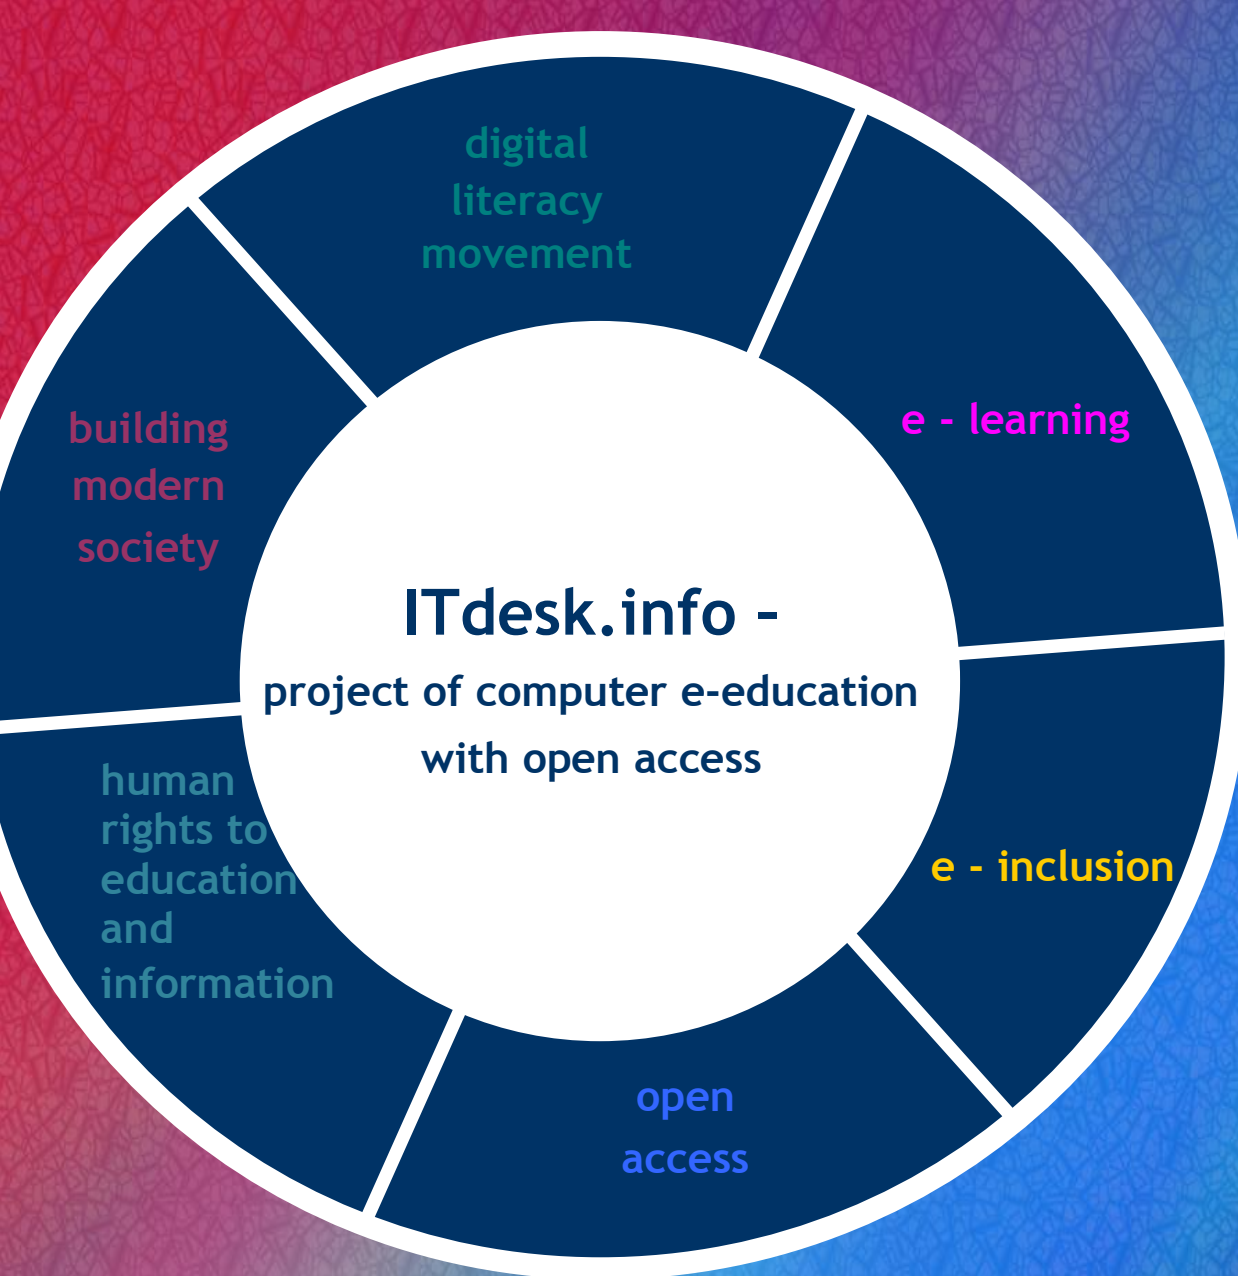 digital
literacy
movement
e - learning
building
modern
society
ITdesk.info –
project of computer e-education
with open access
human
rights to
education
and
information
e - inclusion
open
access